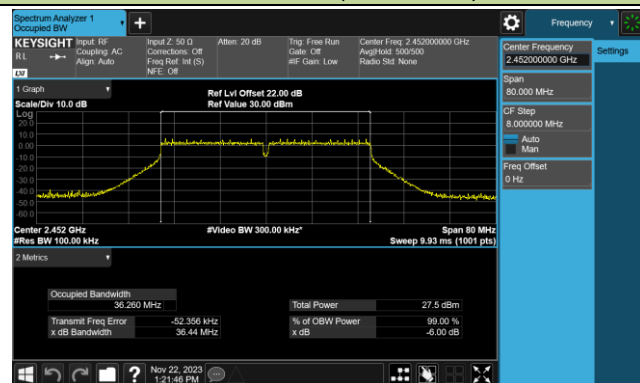 Spectrum Analyzer 1
Occupied BW
Frequency
KEYSIGHT
R L
Input: RF
Coupling: AC
Align: Auto
Input Z: 50 Ω
Corrections: Off
Freq Ref: Int (S)
NFE: Off
Atten: 20 dB
Trig: Free Run
Gate: Off
#IF Gain: Low
Center Freq: 2.452000000 GHz
Avg|Hold: 500/500
Radio Std: None
LXI
Center Frequency
2.452000000 GHz
Settings
Span
80.000 MHz
CF Step
8.000000 MHz
Auto
Man
Freq Offset
0 Hz
1 Graph
Scale/Div 10.0 dB
Ref Lvl Offset 22.00 dB
Ref Value 30.00 dBm
Log
20.0
10.0
0.00
-10.0
-20.0
-30.0
-40.0
-50.0
-60.0
Center 2.452 GHz
#Res BW 100.00 kHz
#Video BW 300.00 kHz*
Span 80 MHz
Sweep 9.93 ms (1001 pts)
2 Metrics
Occupied Bandwidth
36.260 MHz
Total Power 27.5 dBm
Transmit Freq Error -52.356 kHz
% of OBW Power 99.00 %
x dB Bandwidth 36.44 MHz
x dB -6.00 dB
Nov 22, 2023
1:21:46 PM